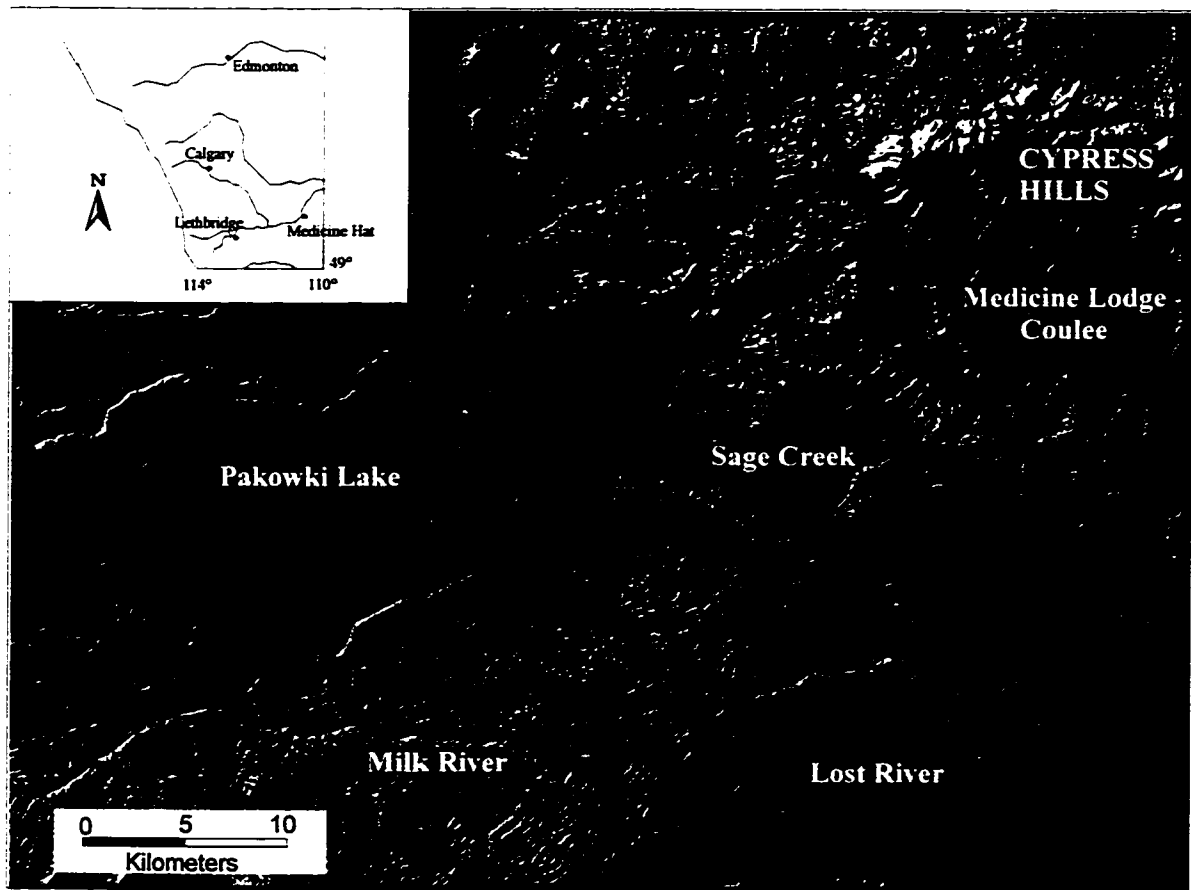 Edmonton
Calgary
N
Lethbridge
Medicine Hat
49°
114°
110°
CYPRESS
HILLS
Medicine Lodge
Coulee
Sage Creek
Pakowki Lake
Milk River
Lost River
0 5 10
Kilometers